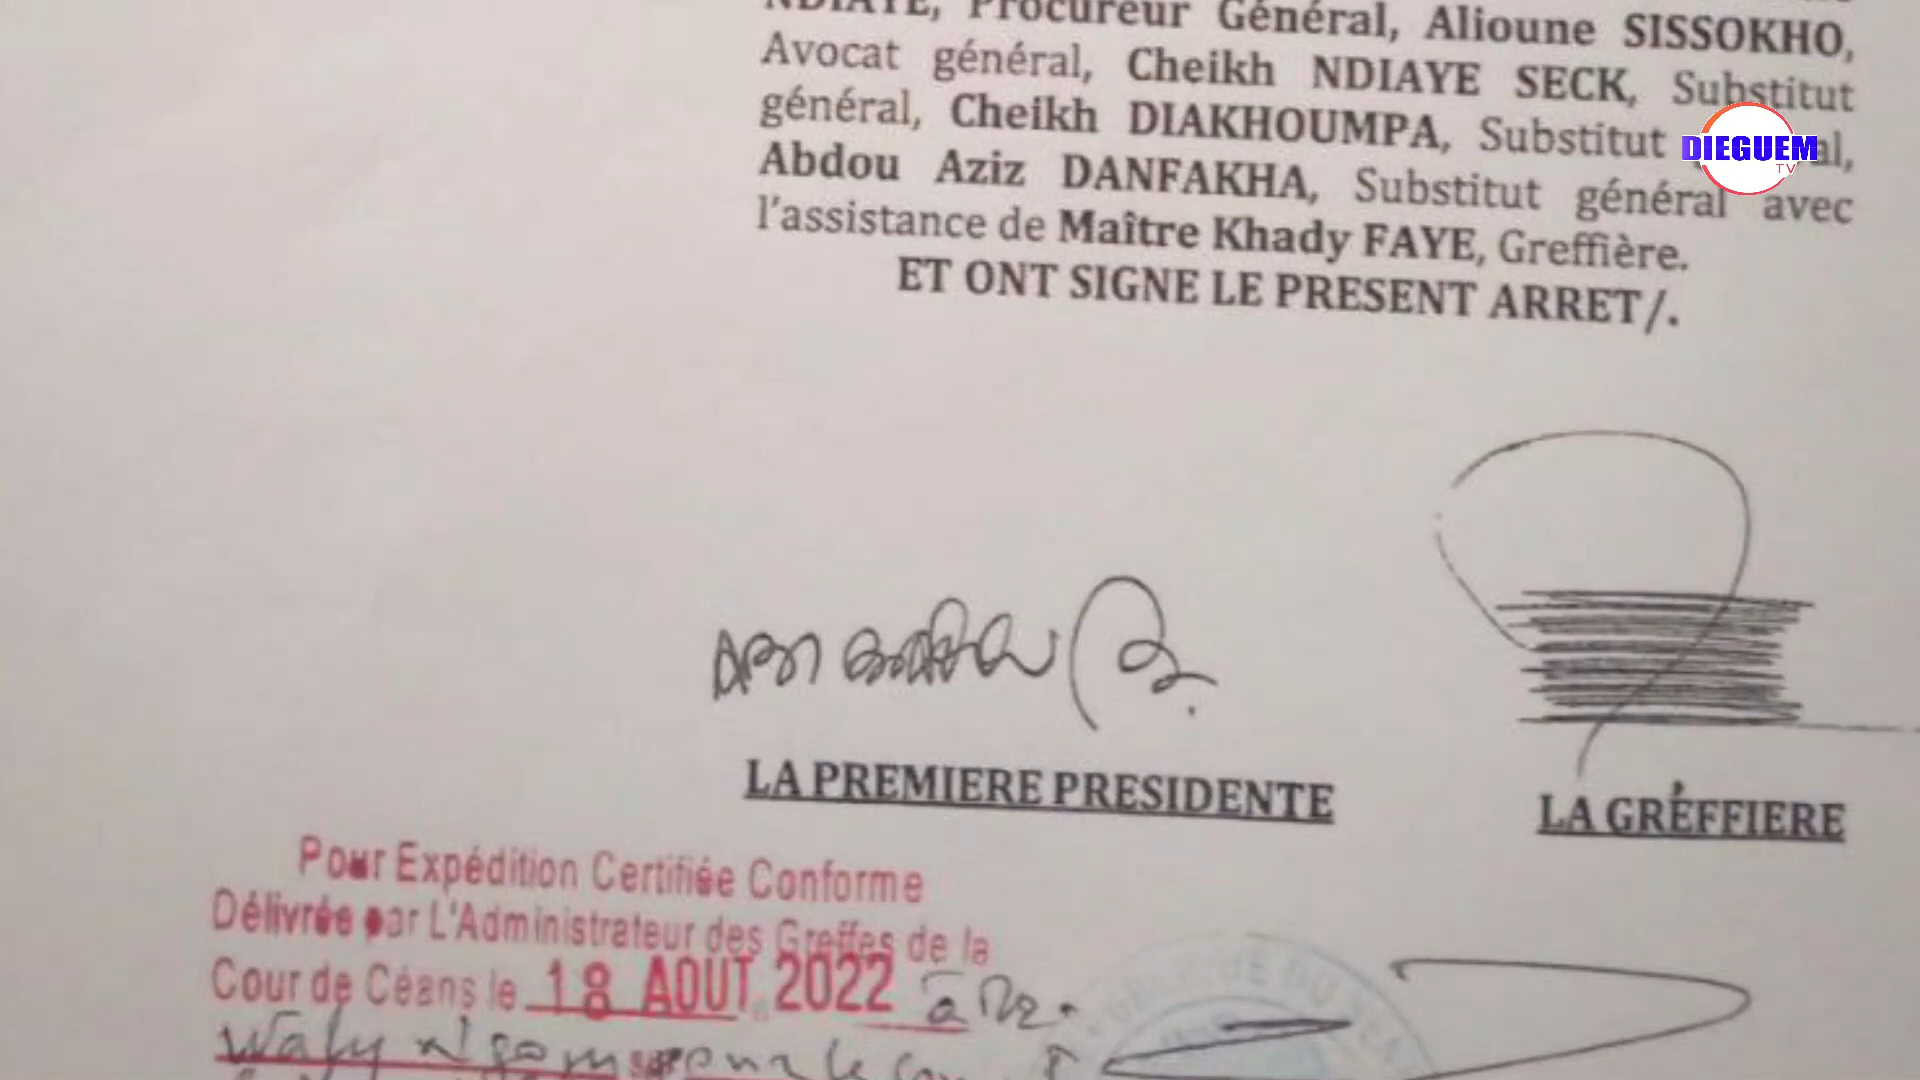 NDIAYE, Procureur Général, Alioune SISSOKHO,
Avocat général, Cheikh NDIAYE SECK, Substitut
général, Cheikh DIAKHOUMPA, Substitut al,
Abdou Aziz DANFAKHA, Substitut général avec
l'assistance de Maître Khady FAYE, Greffière.
ET ONT SIGNE LE PRESENT ARRET/.
DIEGUEM
TV
LA PREMIERE PRESIDENTE
LA GRÉFFIERE
Pour Expédition Certifiée Conforme
Délivrée par L'Administrateur des Greffes de la
Cour de Céans le 18 AOUT 2022 à